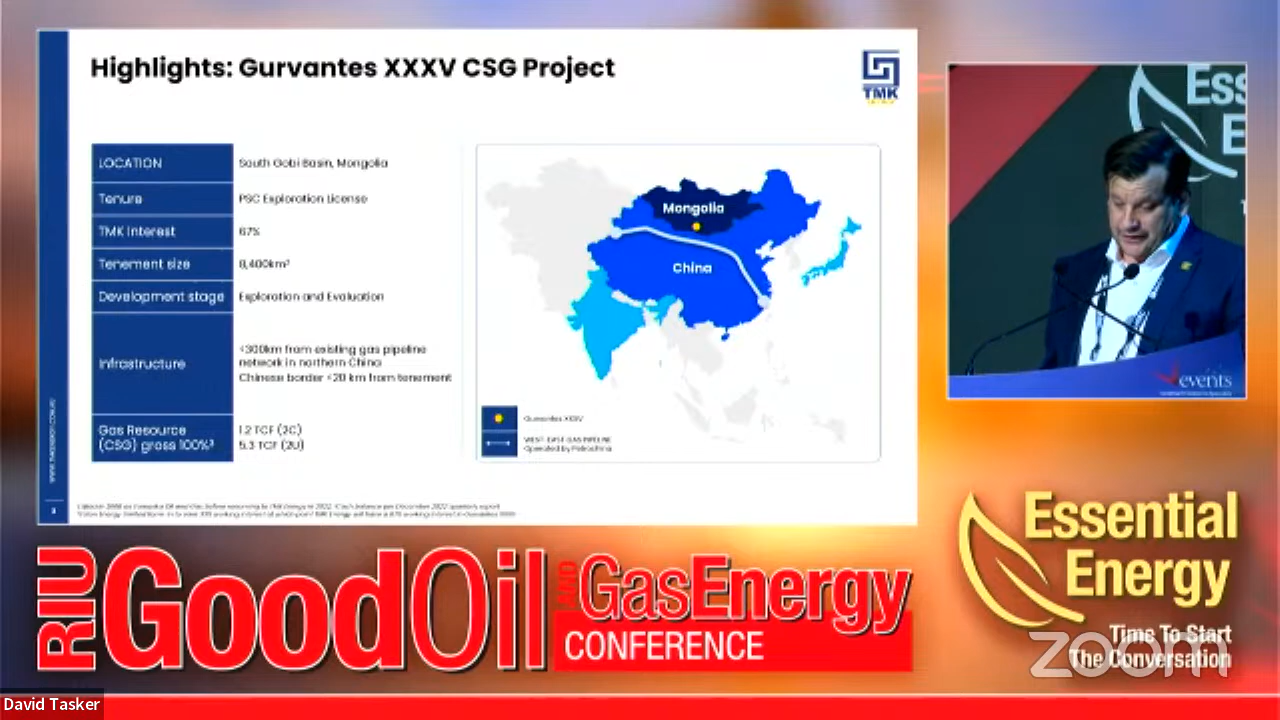 Highlights: Gurvantes XXXV CSG Project
TMK
LOCATION
South Gobi Basin, Mongolia
Tenure
PSC Exploration License
TMK Interest
67%
Tenement size
8,400km²
Development stage
Exploration and Evaluation
Infrastructure
<300km from existing gas pipeline
network in northern China
Chinese border <20 km from tenement
Gas Resource
(CSG) gross 100%³
1.2 TCF (2C)
5.3 TCF (2U)
Mongolia
China
Gurvantes XXXV
WEST-EAST GAS PIPELINE
Operated by Petrochina
3
Ess
E
events
RIU GoodOil AND GasEnergy
CONFERENCE
Essential
Energy
Time To Start
The Conversation
zoom
David Tasker